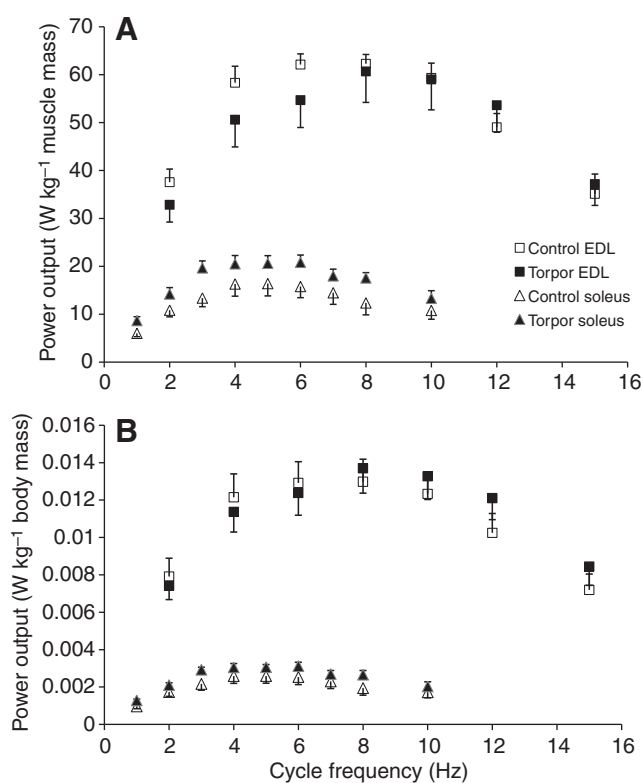 A
Power output (W kg⁻¹ muscle mass)
70
60
50
40
30
20
10
0
0 2 4 6 8 10 12 14 16
Control EDL
Torpor EDL
Control soleus
Torpor soleus
B
Power output (W kg⁻¹ body mass)
0.016
0.014
0.012
0.01
0.008
0.006
0.004
0.002
0
0 2 4 6 8 10 12 14 16
Cycle frequency (Hz)